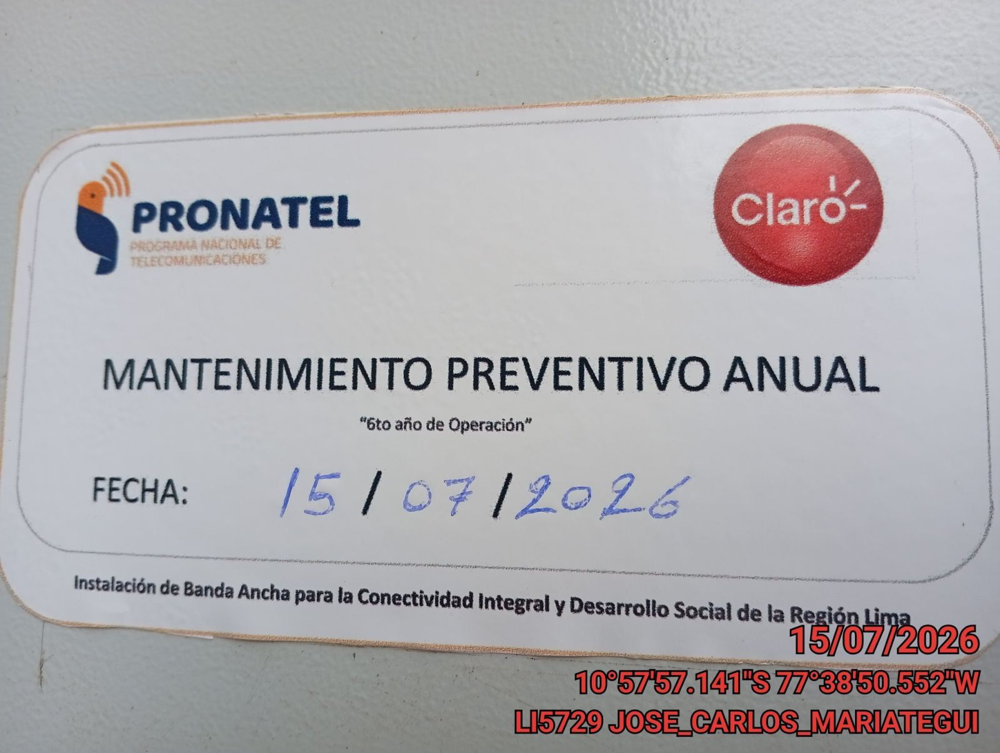 PRONATEL
PROGRAMA NACIONAL DE
TELECOMUNICACIONES
Claro
MANTENIMIENTO PREVENTIVO ANUAL
"6to año de Operación"
FECHA: 15 / 07 / 2026
Instalación de Banda Ancha para la Conectividad Integral y Desarrollo Social de la Región Lima
15/07/2026
10°57'57.141"S 77°38'50.552"W
LI5729 JOSE_CARLOS_MARIATEGUI